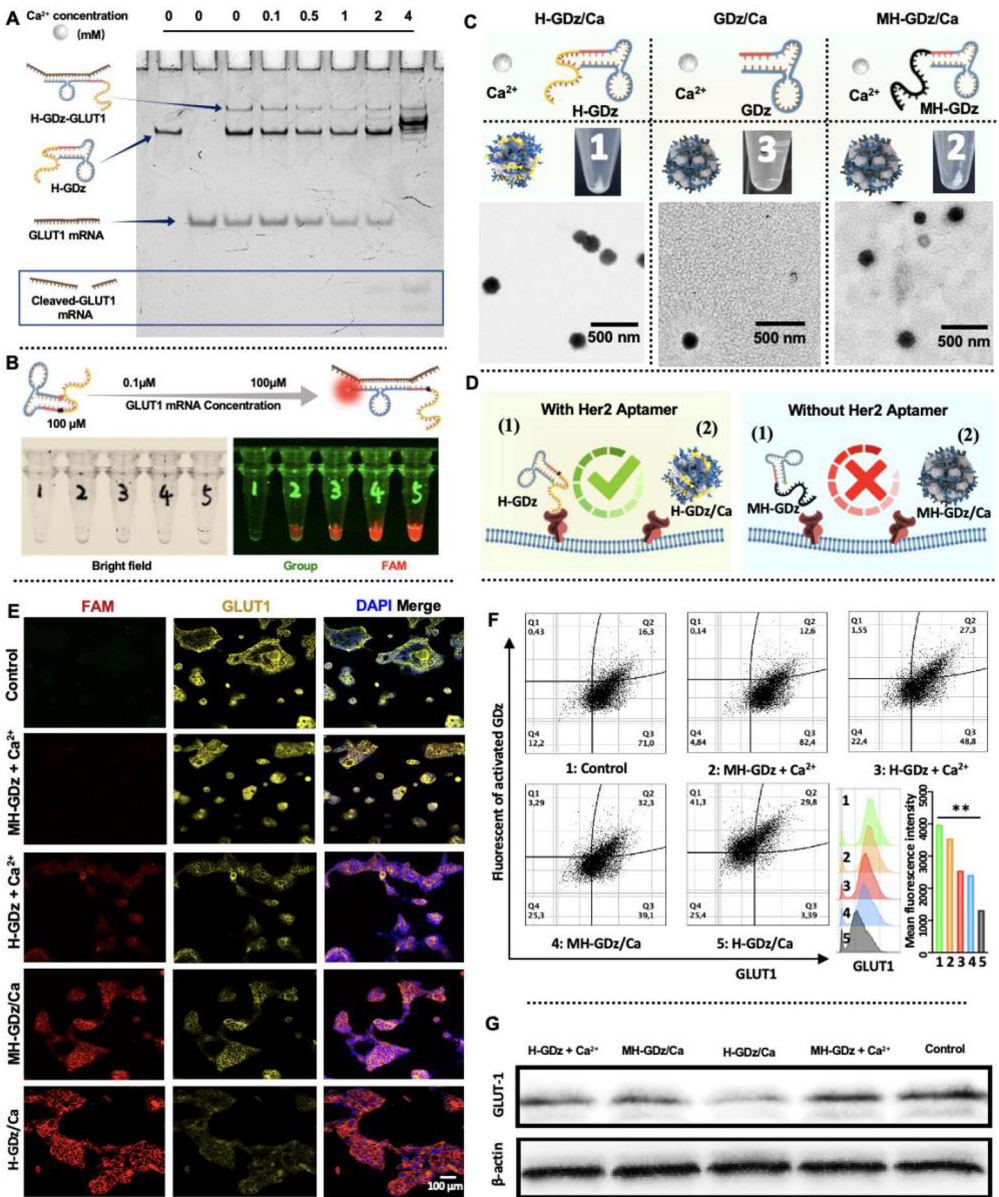 A
Ca²⁺ concentration
(mM)
0 0 0 0.1 0.5 1 2 4
H-GDz-GLUT1
H-GDz
GLUT1 mRNA
Cleaved-GLUT1
mRNA
B
0.1μM 100μM
GLUT1 mRNA Concentration
100 μM
1 2 3 4 5
1 2 3 4 5
Bright field
Group FAM
C
H-GDz/Ca GDz/Ca MH-GDz/Ca
Ca²⁺ H-GDz
Ca²⁺ GDz
Ca²⁺ MH-GDz
1 3 2
500 nm 500 nm 500 nm
D
With Her2 Aptamer
(1) (2)
H-GDz
H-GDz/Ca
Without Her2 Aptamer
(1) (2)
MH-GDz
MH-GDz/Ca
E
FAM GLUT1 DAPI Merge
Control
MH-GDz + Ca²⁺
H-GDz + Ca²⁺
MH-GDz/Ca
H-GDz/Ca
100 μm
F
Fluorescent of activated GDz
Q1 Q2
0,43 16,3
Q4 Q3
12,2 71,0
1: Control
Q1 Q2
0,14 12,6
Q4 Q3
4,84 82,4
2: MH-GDz + Ca²⁺
Q1 Q2
1,55 27,3
Q4 Q3
22,4 48,8
3: H-GDz + Ca²⁺
Q1 Q2
3,29 32,3
Q4 Q3
25,3 39,1
4: MH-GDz/Ca
Q1 Q2
41,3 29,8
Q4 Q3
25,4 3,39
5: H-GDz/Ca
GLUT1
1
2
3
4
5
GLUT1
Mean fluorescence intensity
5000
4000
3000
2000
1000
0
**
1 2 3 4 5
G
H-GDz + Ca²⁺ MH-GDz/Ca H-GDz/Ca MH-GDz + Ca²⁺ Control
GLUT-1
β-actin